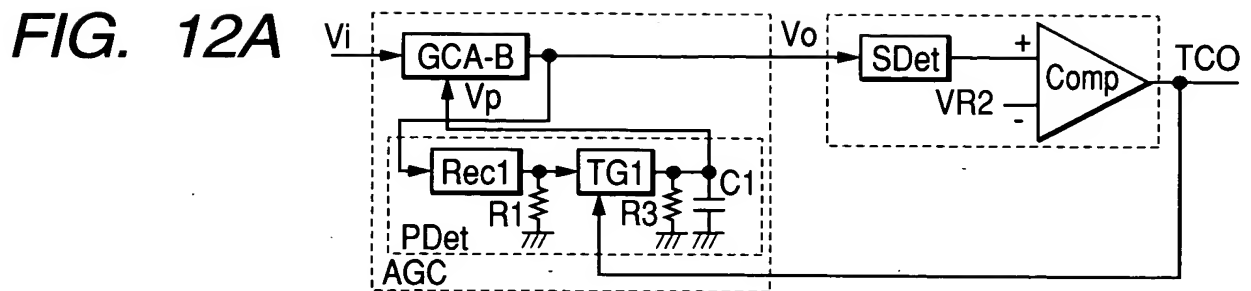 FIG. 12A
Vi
GCA-B
Vo
SDet
+
Comp
TCO
Vp
VR2
-
Rec1
TG1
C1
R1
R3
PDet
AGC